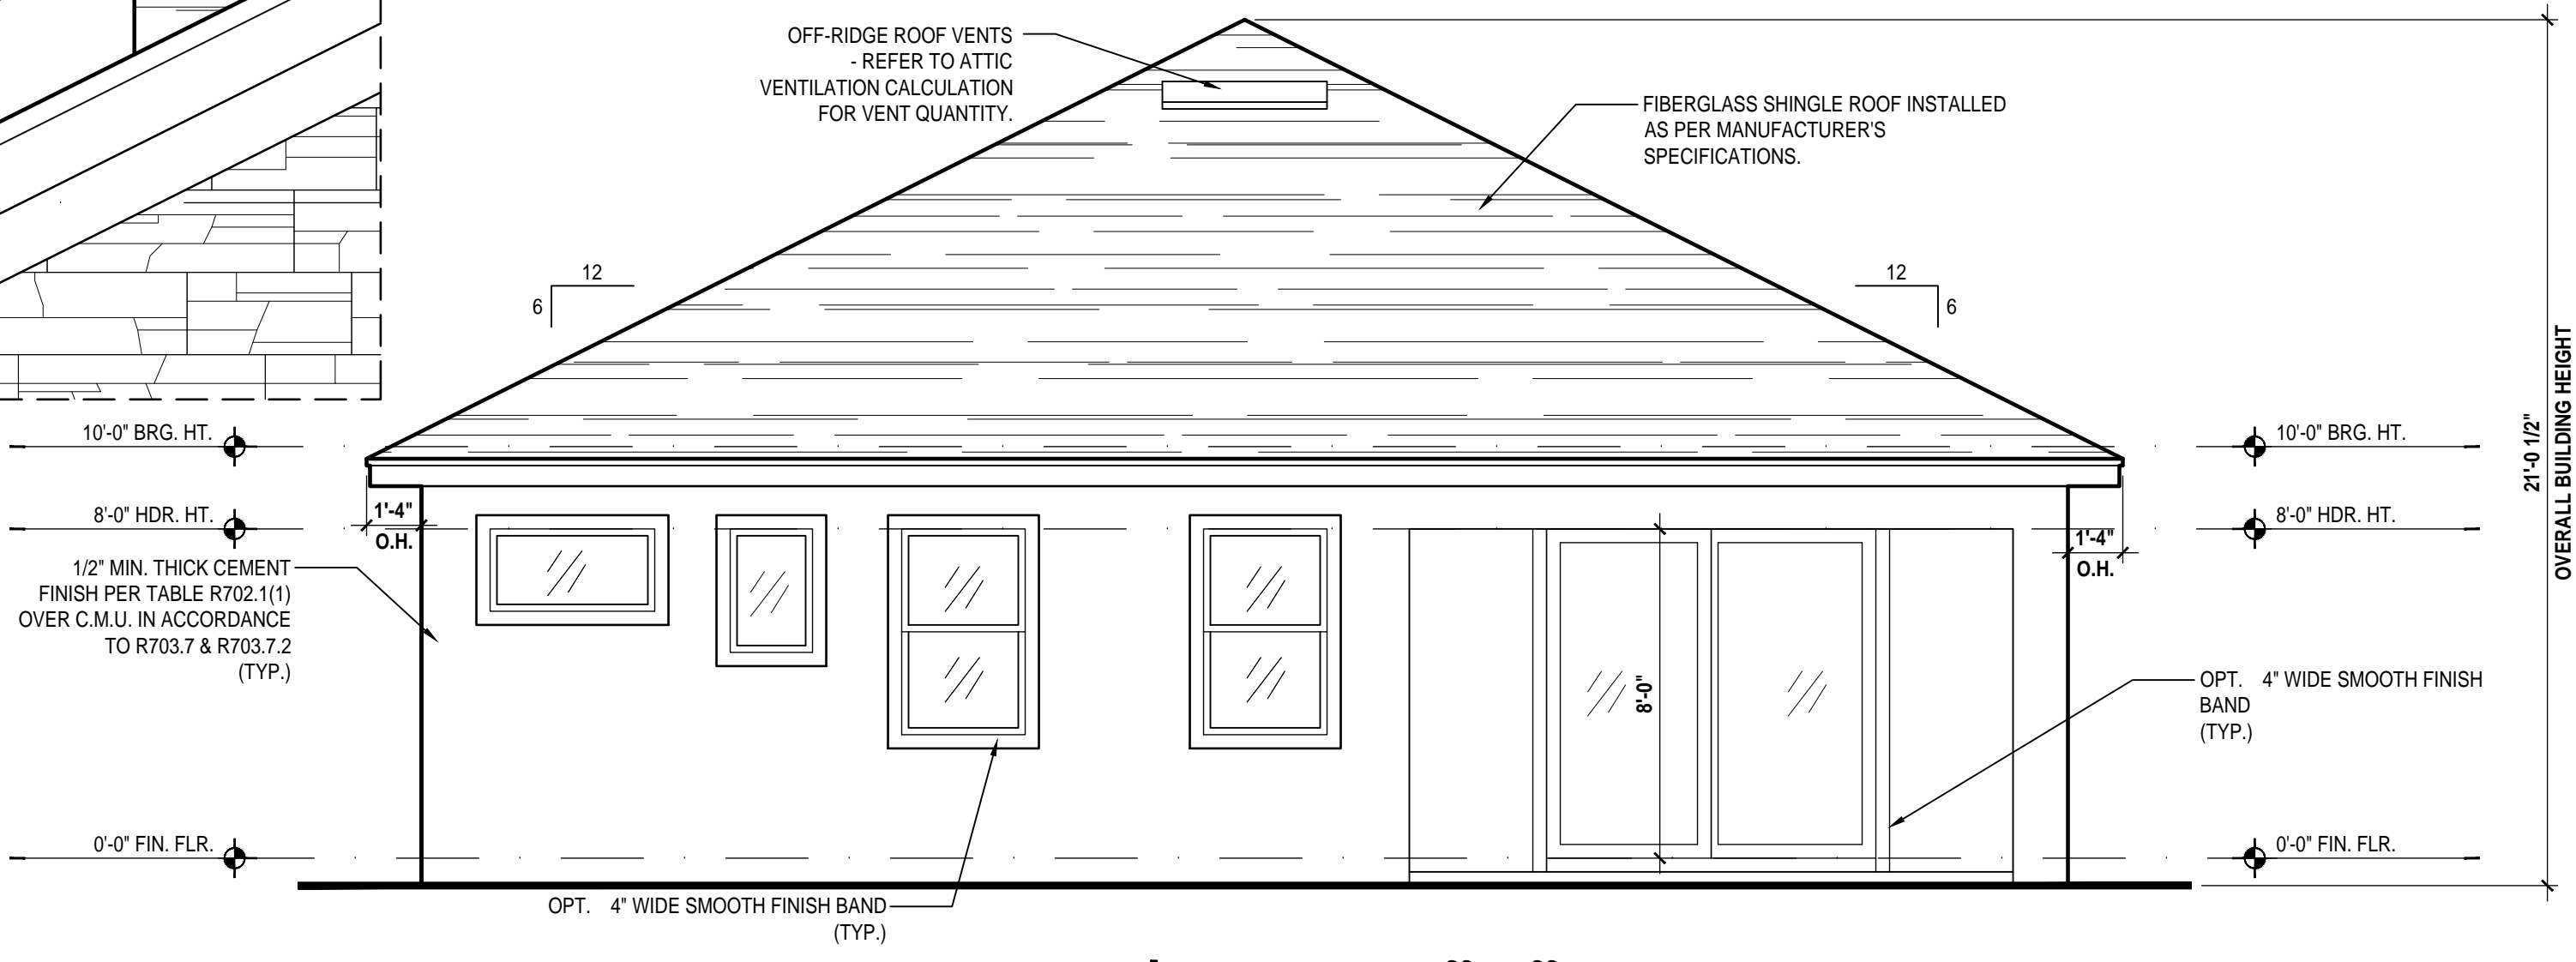 OFF-RIDGE ROOF VENTS
- REFER TO ATTIC
VENTILATION CALCULATION
FOR VENT QUANTITY.
FIBERGLASS SHINGLE ROOF INSTALLED
AS PER MANUFACTURER'S
SPECIFICATIONS.
12
6
12
6
21'-0 1/2"
OVERALL BUILDING HEIGHT
10'-0" BRG. HT.
10'-0" BRG. HT.
8'-0" HDR. HT.
1'-4"
O.H.
8'-0" HDR. HT.
1'-4"
O.H.
1/2" MIN. THICK CEMENT
FINISH PER TABLE R702.1(1)
OVER C.M.U. IN ACCORDANCE
TO R703.7 & R703.7.2
(TYP.)
8'-0"
OPT. 4" WIDE SMOOTH FINISH
BAND
(TYP.)
0'-0" FIN. FLR.
0'-0" FIN. FLR.
OPT. 4" WIDE SMOOTH FINISH BAND
(TYP.)